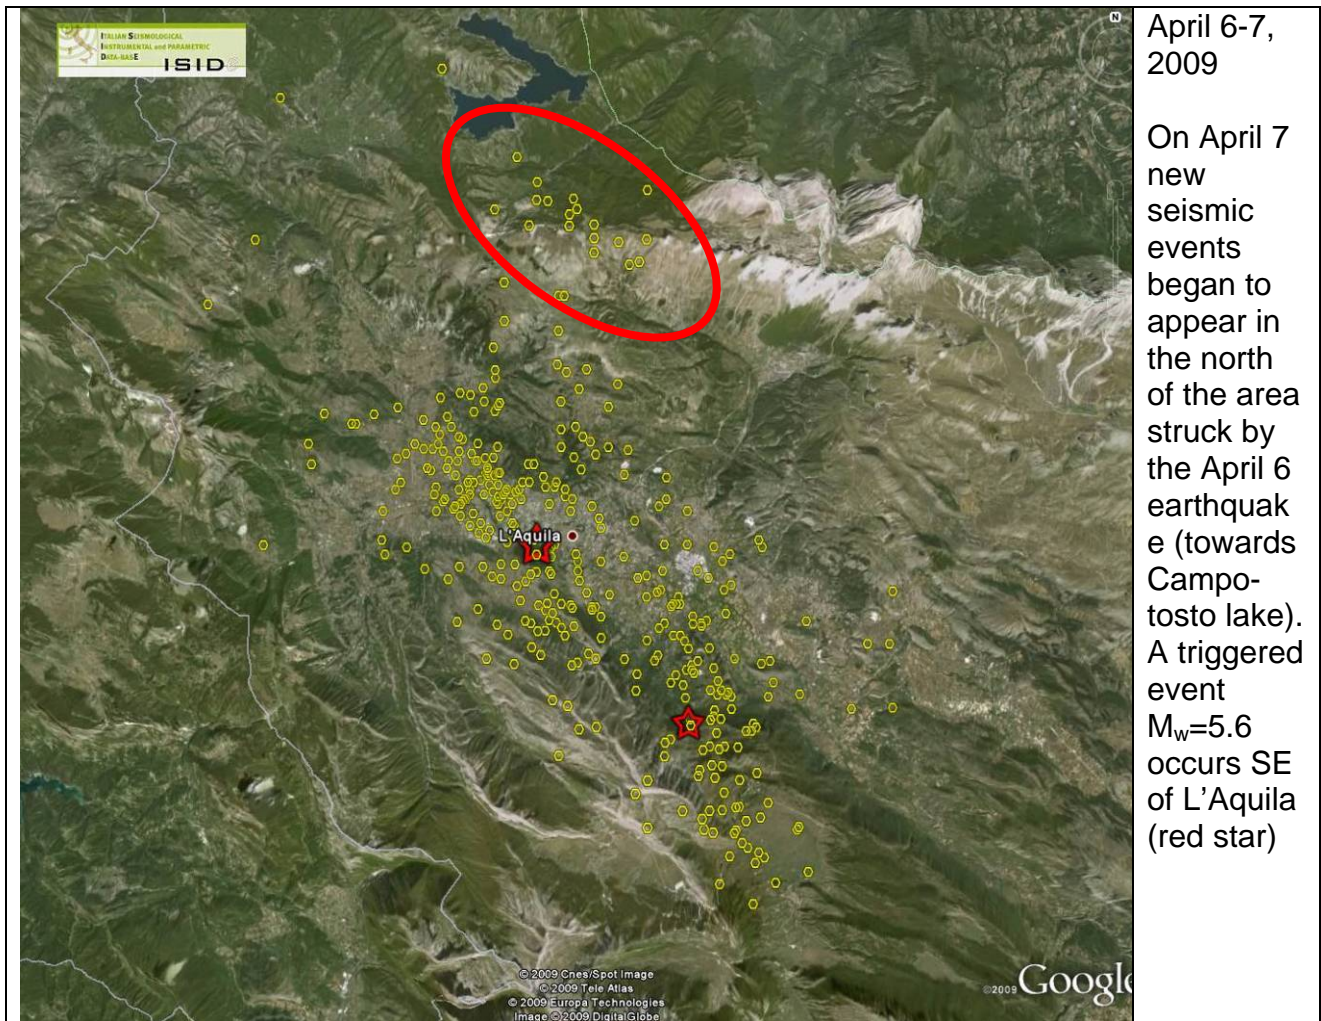 ITALIAN SEISMOLOGICAL
INSTRUMENTAL and PARAMETRIC
DATA-BASE
ISID
N
L'Aquila
© 2009 Cnes/Spot Image
© 2009 Tele Atlas
© 2009 Europa Technologies
Image © 2009 DigitalGlobe
©2009 Google
April 6-7,
2009
On April 7
new
seismic
events
began to
appear in
the north
of the area
struck by
the April 6
earthquak
e (towards
Campo-
tosto lake).
A triggered
event
Mw=5.6
occurs SE
of L'Aquila
(red star)